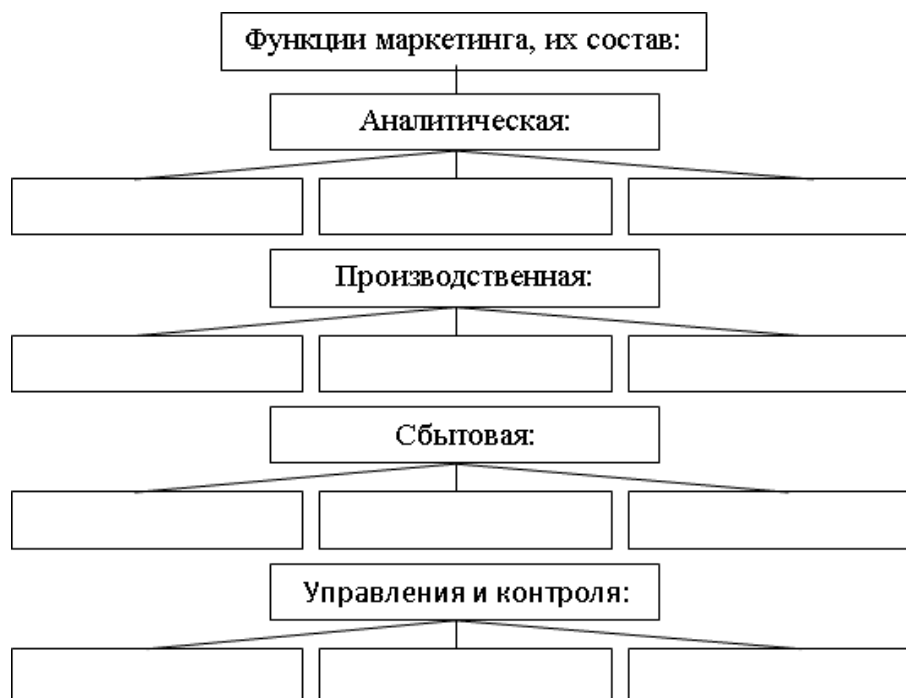 Функции маркетинга, их состав:
Аналитическая:
Производственная:
Сбытовая:
Управления и контроля: